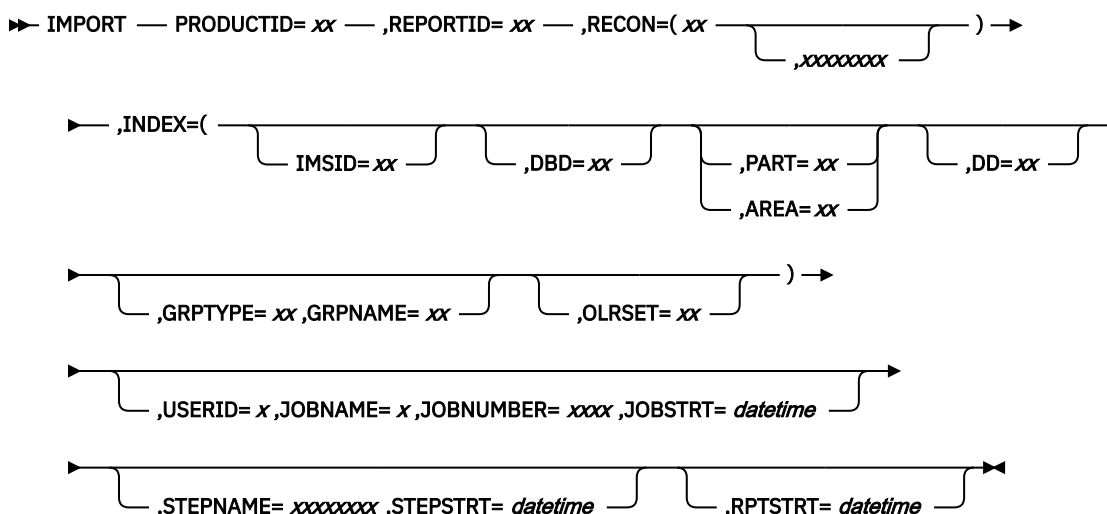 IMPORT PRODUCTID= xx ,REPORTID= xx ,RECON=( xx )
,xxxxxxxx
,INDEX=(
IMSID= xx ,DBD= xx ,PART= xx ,DD= xx
,AREA= xx
)
,GRPTYPE= xx ,GRPNAME= xx ,OLRSET= xx
,USERID= x ,JOBNAME= x ,JOBNUMBER= xxxx ,JOBSTRT= datetime
,STEPNAME= xxxxxxxx ,STEPSTRT= datetime ,RPTSTRT= datetime